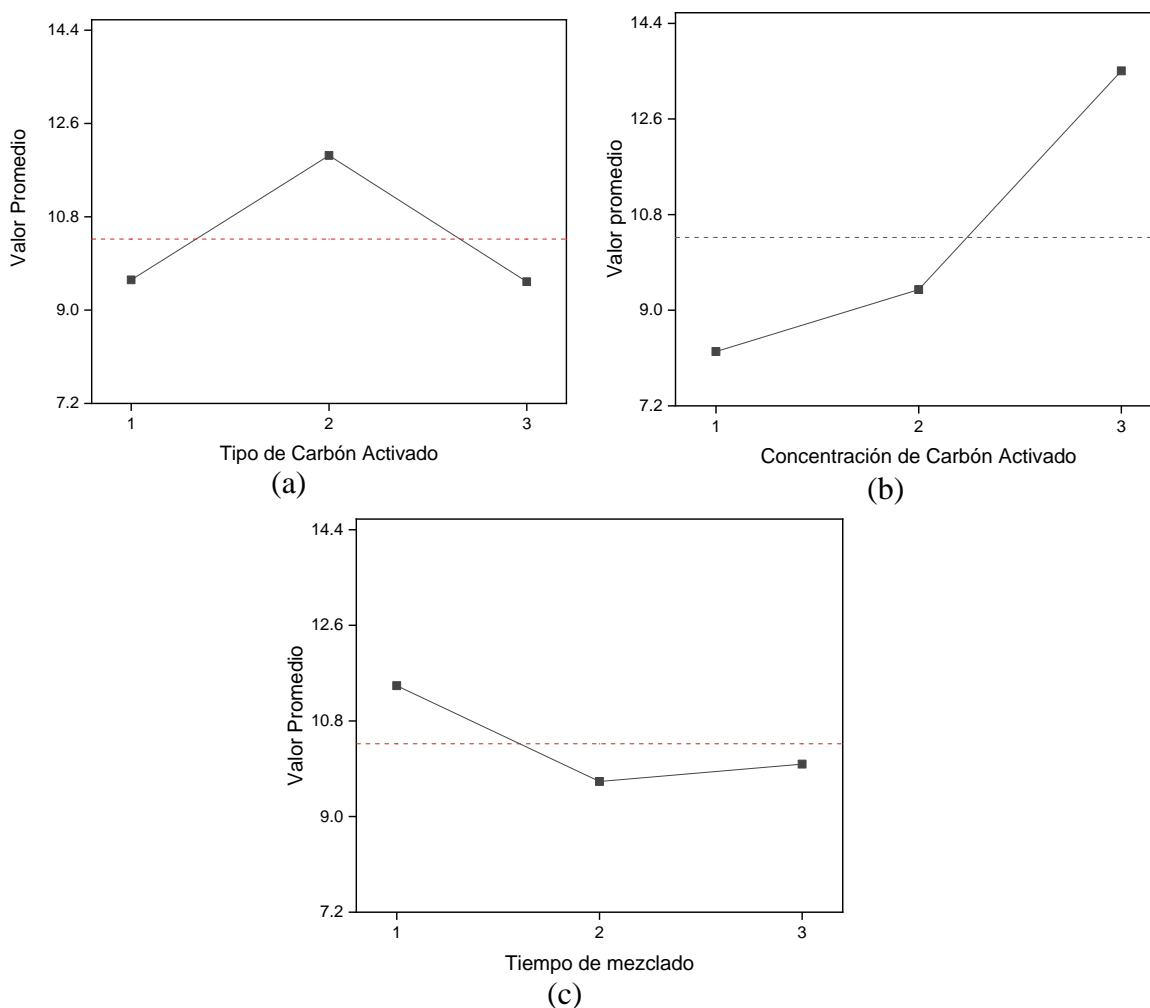 14.4
12.6
10.8
9.0
7.2
Valor Promedio
1 2 3
Tipo de Carbón Activado
(a)
14.4
12.6
10.8
9.0
7.2
Valor promedio
1 2 3
Concentración de Carbón Activado
(b)
14.4
12.6
10.8
9.0
7.2
Valor Promedio
1 2 3
Tiempo de mezclado
(c)